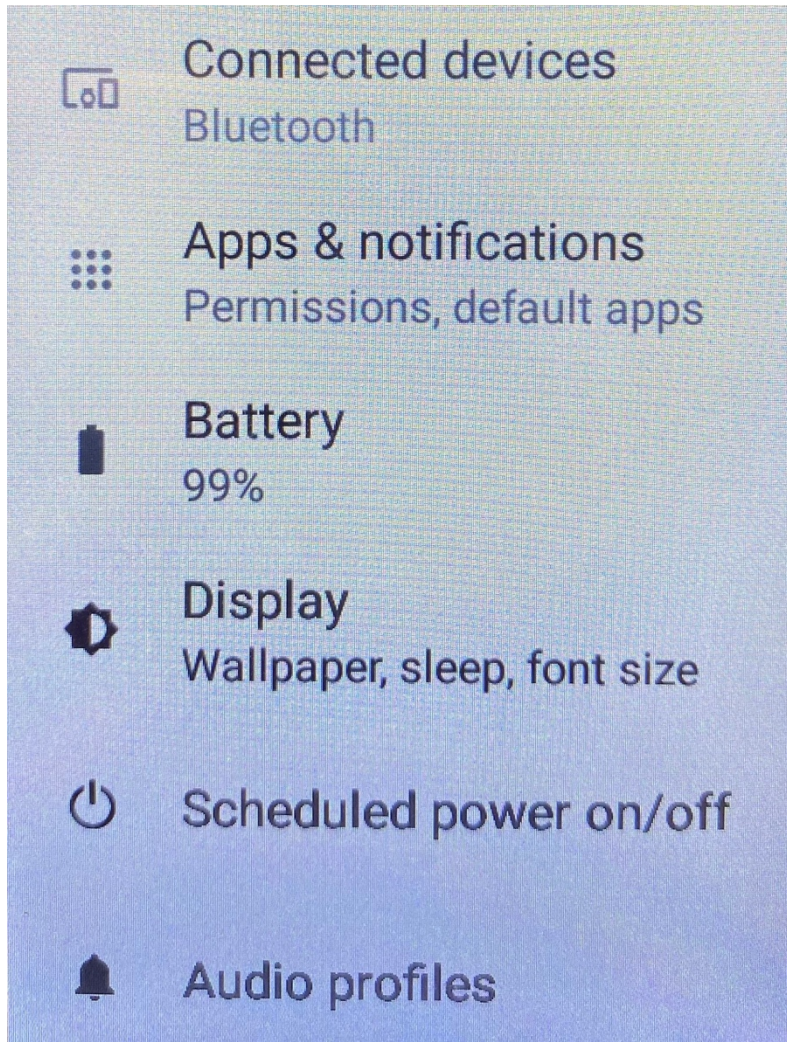 Connected devices
Bluetooth
Apps & notifications
Permissions, default apps
Battery
99%
Display
Wallpaper, sleep, font size
Scheduled power on/off
Audio profiles